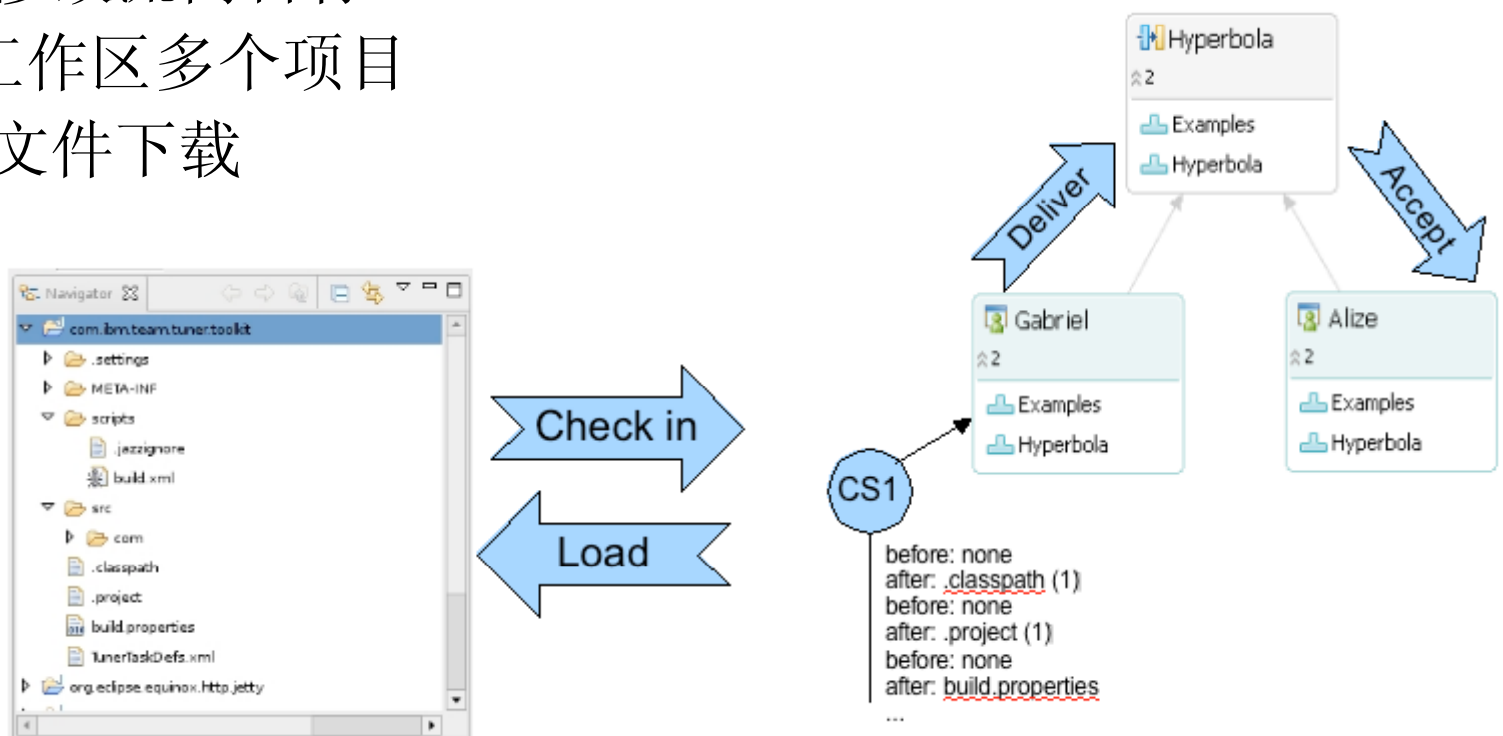 工作区多个项目
文件下载
Hyperbola
2
Examples
Hyperbola
Deliver
Accept
Navigator
com.ibm.team.tuner.toolkit
.settings
META-INF
scripts
.jazzignore
build.xml
src
com
.classpath
.project
build.properties
TunerTaskDefs.xml
org.eclipse.equinox.http.jetty
Check in
Load
Gabriel
2
Examples
Hyperbola
Alize
2
Examples
Hyperbola
CS1
before: none
after: .classpath (1)
before: none
after: .project (1)
before: none
after: build.properties
...